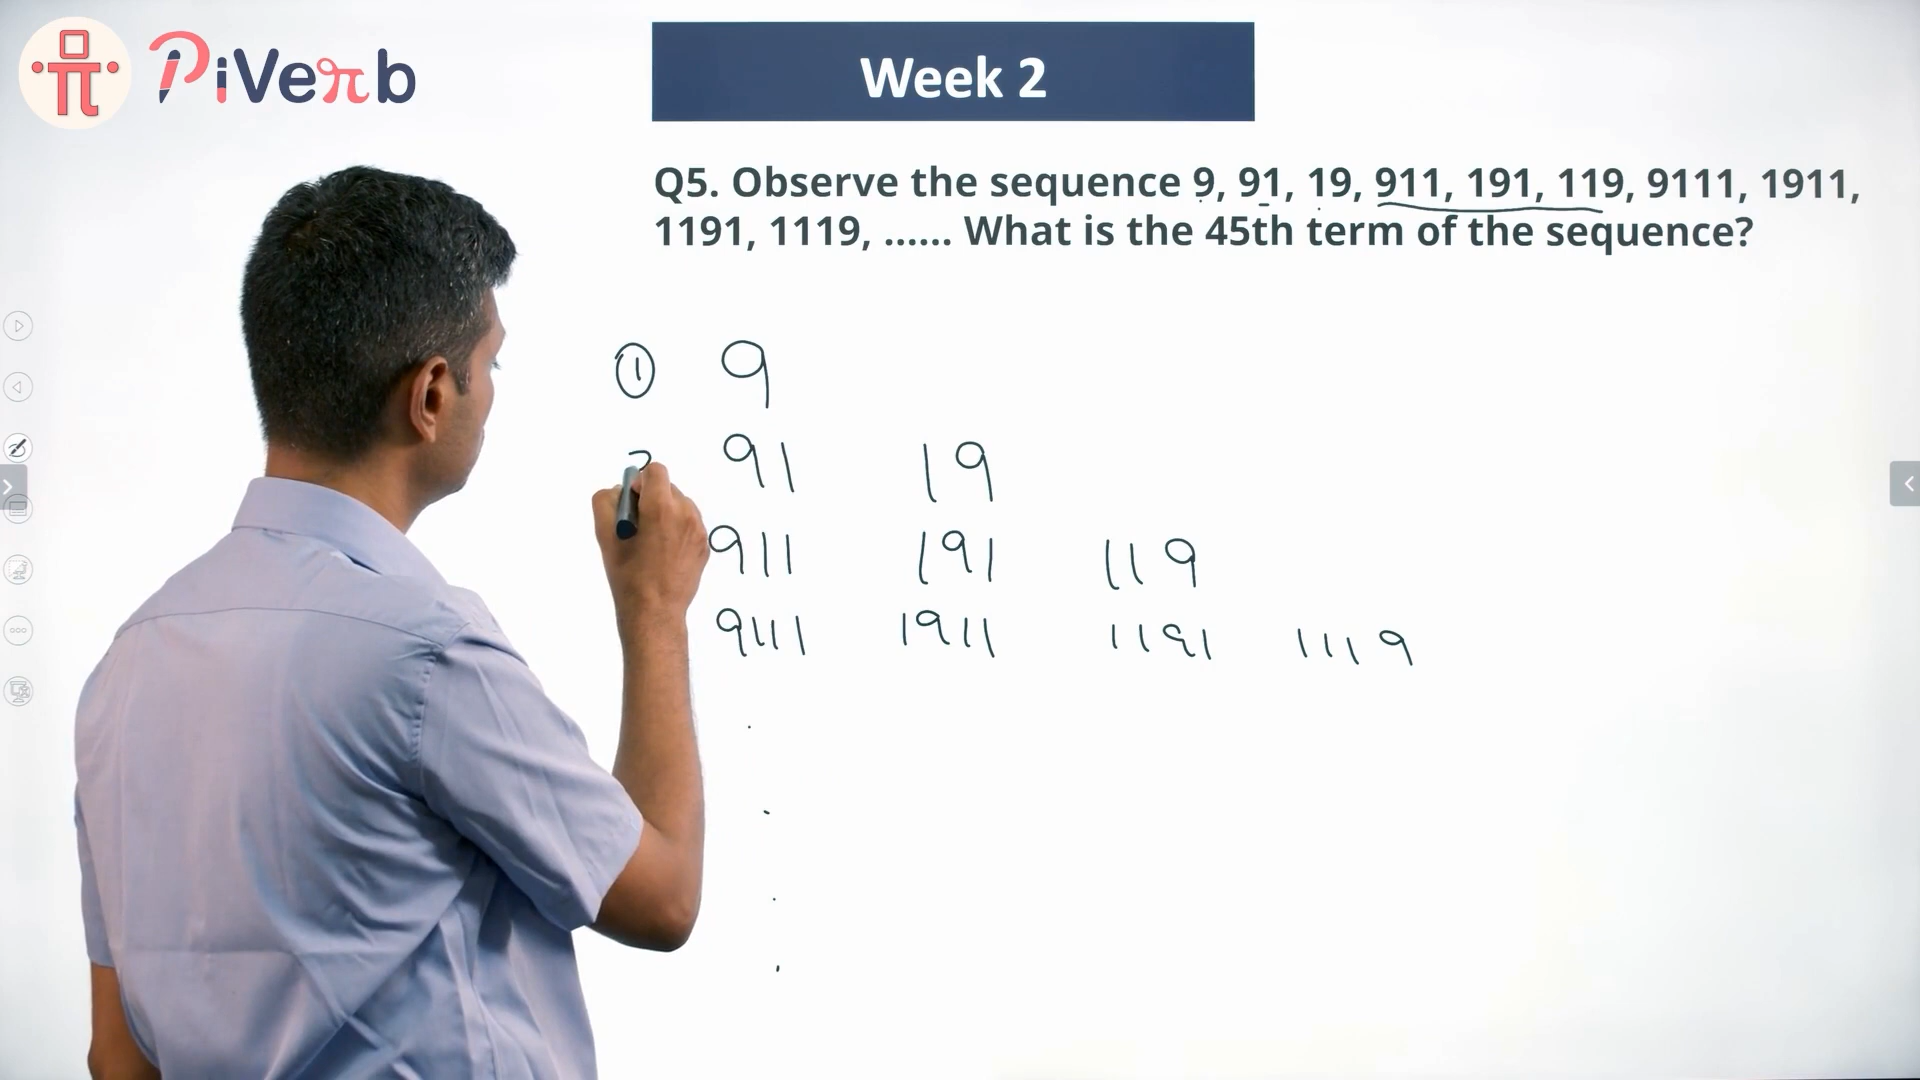 PiVerb
Week 2
Q5. Observe the sequence 9, 91, 19, 911, 191, 119, 9111, 1911,
1191, 1119, ...... What is the 45th term of the sequence?
① 9
2 91 19
911 191 119
9111 1911 1191 1119